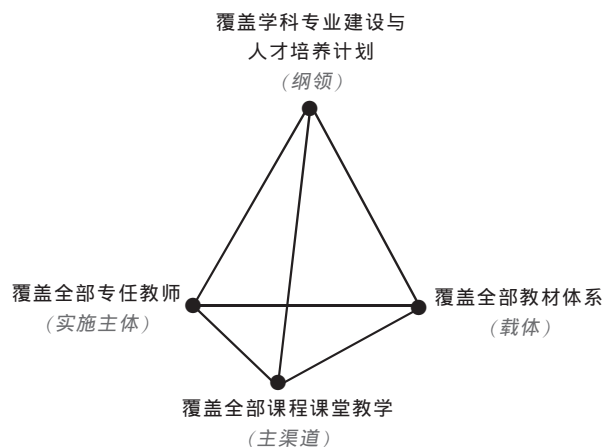 覆盖学科专业建设与
人才培养计划
(纲领)
覆盖全部专任教师
(实施主体)
覆盖全部教材体系
(载体)
覆盖全部课程课堂教学
(主渠道)